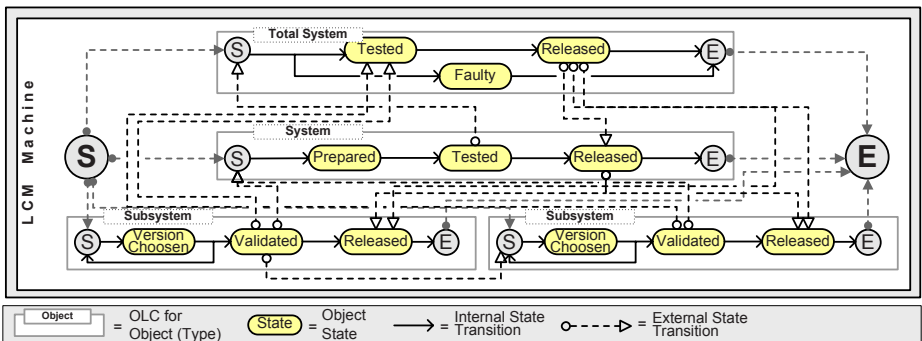 LCM Machine
Total System
S
Tested
Released
E
Faulty
System
S
E
S
Prepared
Tested
Released
E
Subsystem
Subsystem
S
Version
Choosen
Validated
Released
E
S
Version
Choosen
Validated
Released
E
Object
= OLC for
Object (Type)
State
= Object
State
= Internal State
Transition
= External State
Transition